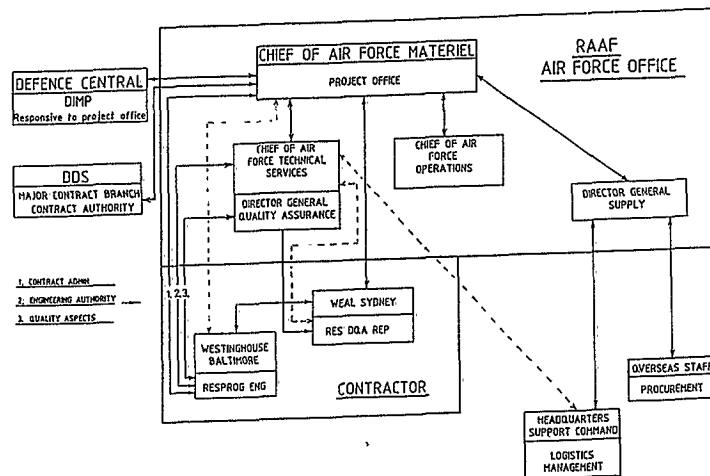 CHIEF OF AIR FORCE MATERIEL
PROJECT OFFICE
RAAF
AIR FORCE OFFICE
DEFENCE CENTRAL
DIMP
Responsive to project office
DDS
MAJOR CONTRACT BRANCH
CONTRACT AUTHORITY
CHIEF OF AIR
FORCE TECHNICAL
SERVICES
DIRECTOR GENERAL
QUALITY ASSURANCE
CHIEF OF AIR
FORCE
OPERATIONS
DIRECTOR GENERAL
SUPPLY
1, CONTRACT ADMIN
2; ENGINEERING AUTHORITY
3. QUALITY ASPECTS
1,2,3,
WEAL SYDNEY
RES DQA REP
WESTINGHOUSE
BALTIMORE
RESPROG ENG
CONTRACTOR
OVERSEAS STAFF
PROCUREMENT
HEADQUARTERS
SUPPORT COMMAND
LOGISTICS
MANAGEMENT